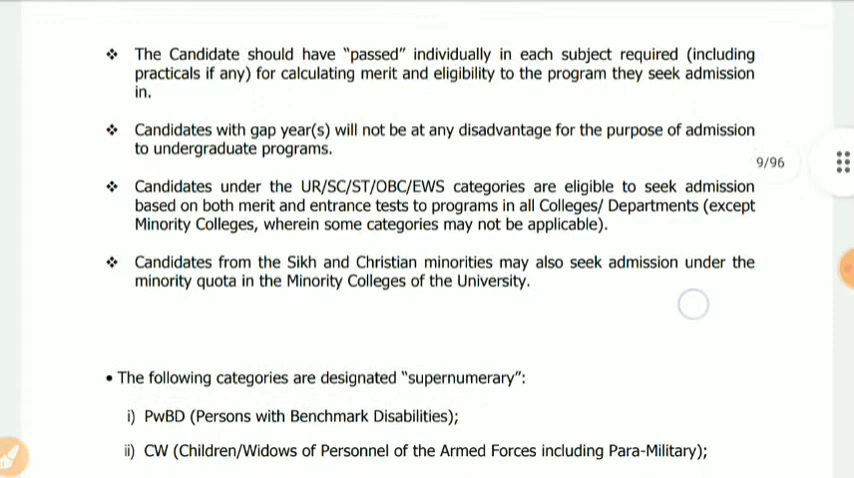 ❖ The Candidate should have “passed” individually in each subject required (including
practicals if any) for calculating merit and eligibility to the program they seek admission
in.
❖ Candidates with gap year(s) will not be at any disadvantage for the purpose of admission
to undergraduate programs.
9/96
❖ Candidates under the UR/SC/ST/OBC/EWS categories are eligible to seek admission
based on both merit and entrance tests to programs in all Colleges/ Departments (except
Minority Colleges, wherein some categories may not be applicable).
❖ Candidates from the Sikh and Christian minorities may also seek admission under the
minority quota in the Minority Colleges of the University.
• The following categories are designated “supernumerary”:
i) PwBD (Persons with Benchmark Disabilities);
ii) CW (Children/Widows of Personnel of the Armed Forces including Para-Military);